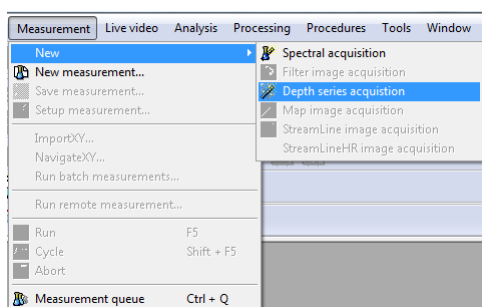 Measurement Live video Analysis Processing Procedures Tools Window
New
New measurement...
Save measurement...
Setup measurement...
ImportXY...
NavigateXY...
Run batch measurements...
Run remote measurement...
Run F5
Cycle Shift + F5
Abort
Measurement queue Ctrl + Q
Spectral acquisition
Filter image acquisition
Depth series acquistion
Map image acquisition
StreamLine image acquisition
StreamLineHR image acquisition